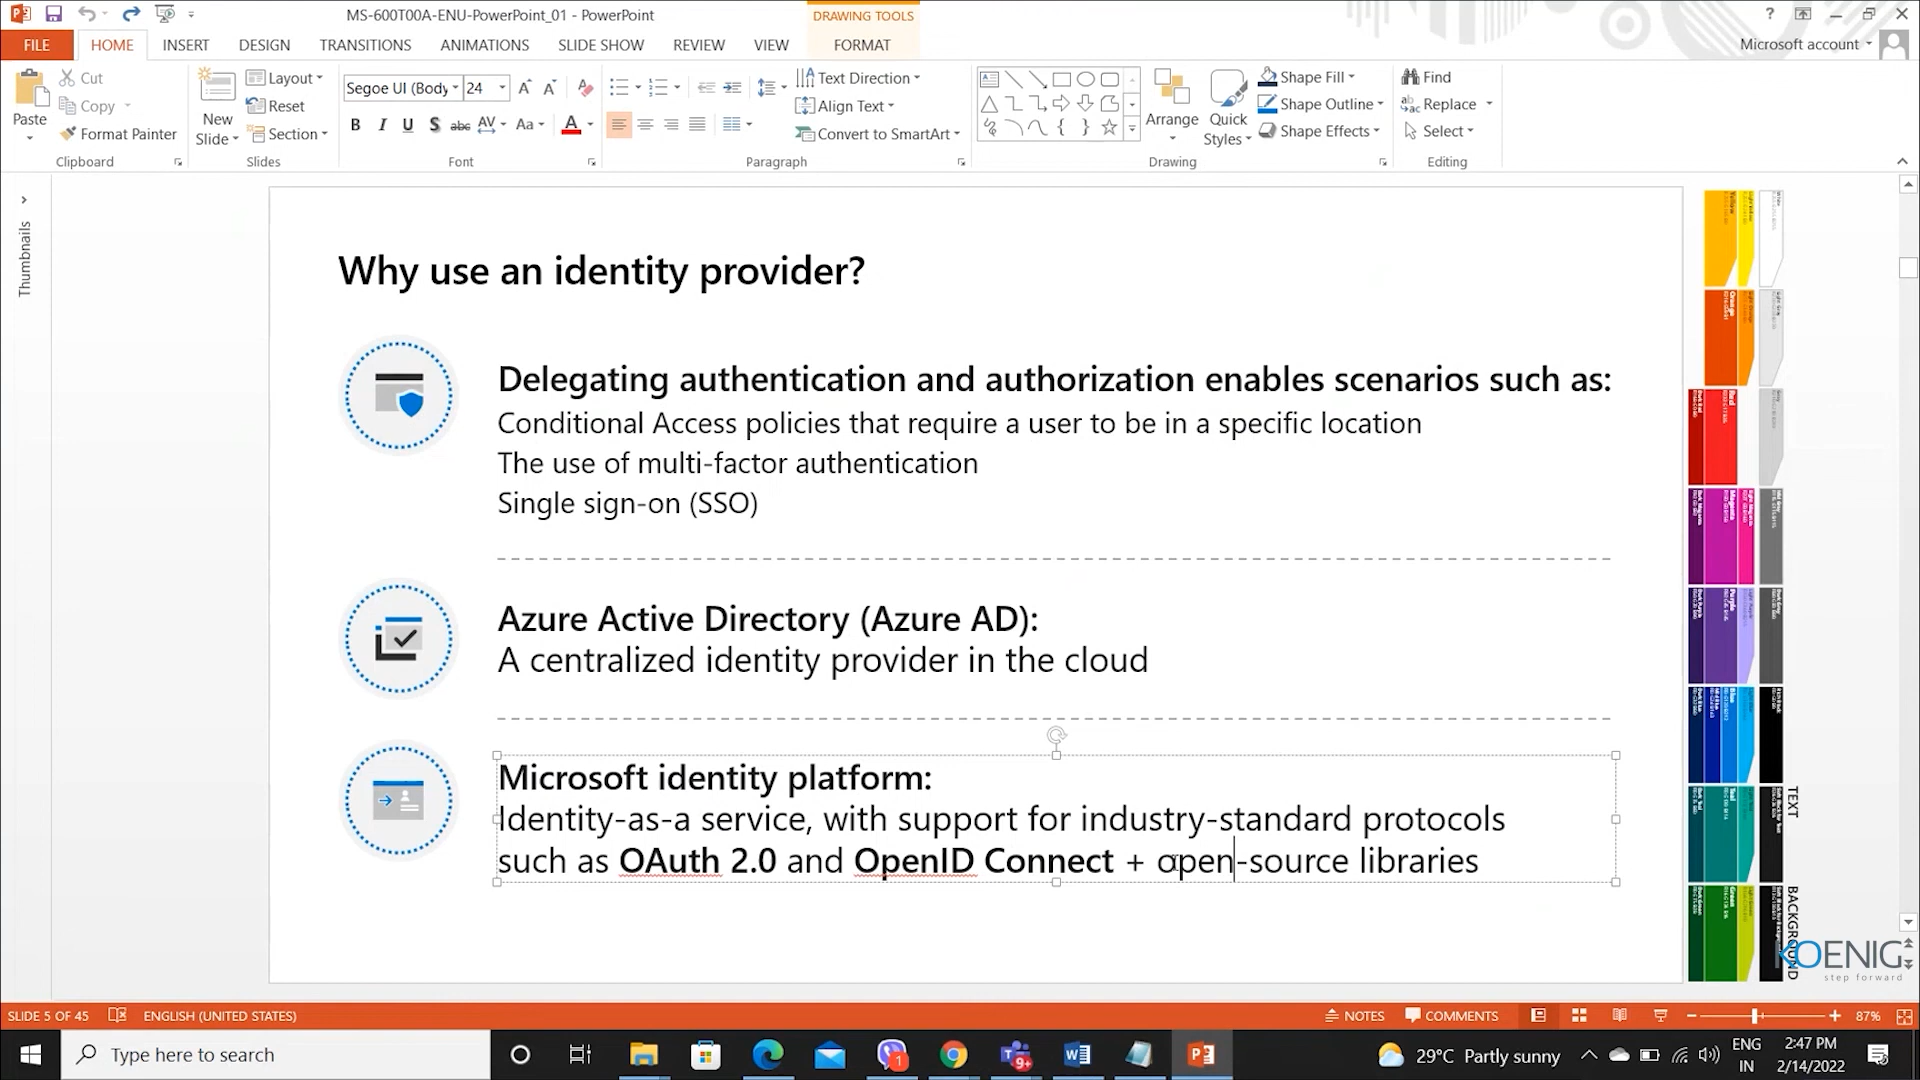 MS-600T00A-ENU-PowerPoint_01 - PowerPoint
DRAWING TOOLS
?
FILE
HOME
INSERT
DESIGN
TRANSITIONS
ANIMATIONS
SLIDE SHOW
REVIEW
VIEW
FORMAT
Microsoft account
Paste
Cut
Copy
Format Painter
Clipboard
New
Slide
Layout
Reset
Section
Slides
Segoe UI (Body
24
B I U S abc AV Aa A
Font
Text Direction
Align Text
Convert to SmartArt
Paragraph
Arrange
Quick
Styles
Shape Fill
Shape Outline
Shape Effects
Drawing
Find
Replace
Select
Editing
Thumbnails
Why use an identity provider?
Delegating authentication and authorization enables scenarios such as:
Conditional Access policies that require a user to be in a specific location
The use of multi-factor authentication
Single sign-on (SSO)
Azure Active Directory (Azure AD):
A centralized identity provider in the cloud
Microsoft identity platform:
Identity-as-a service, with support for industry-standard protocols
such as OAuth 2.0 and OpenID Connect + open-source libraries
TEXT
BACKGROUND
KOENIG
step forward
SLIDE 5 OF 45
ENGLISH (UNITED STATES)
NOTES
COMMENTS
87%
Type here to search
1
9+
29°C Partly sunny
ENG
IN
2:47 PM
2/14/2022